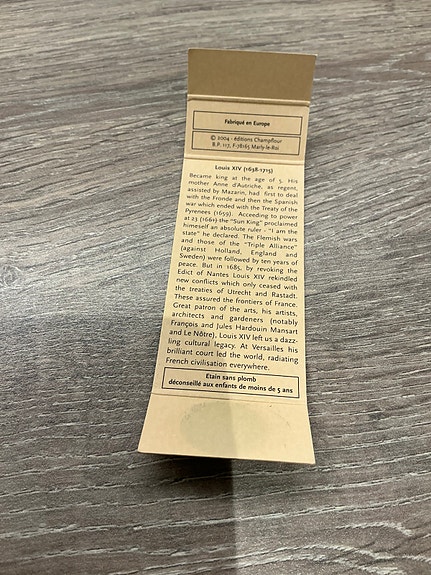 Fabriqué en Europe
© 2004 - éditions Champflour
B.P. 117, F-78165 Marly-le-Roi
Louis XIV (1638-1715)
Became king at the age of 5. His
mother Anne d'Autriche, as regent,
assisted by Mazarin, had first to deal
with the Fronde and then the Spanish
war which ended with the Treaty of the
Pyrenees (1659). Acceeding to power
at 23 (1661) the "Sun King" proclaimed
himeself an absolute ruler - "I am the
state" he declared. The Flemish wars
and those of the "Triple Alliance"
(against Holland, England and
Sweden) were followed by ten years of
peace. But in 1685, by revoking the
Edict of Nantes Louis XIV rekindled
new conflicts which only ceased with
the treaties of Utrecht and Rastadt.
These assured the frontiers of France.
Great patron of the arts, his artists,
architects and gardeners (notably
François and Jules Hardouin Mansart
and Le Nôtre), Louis XIV left us a dazz-
ling cultural legacy. At Versailles his
brilliant court led the world, radiating
French civilisation everywhere.
Etain sans plomb
déconseillé aux enfants de moins de 5 ans